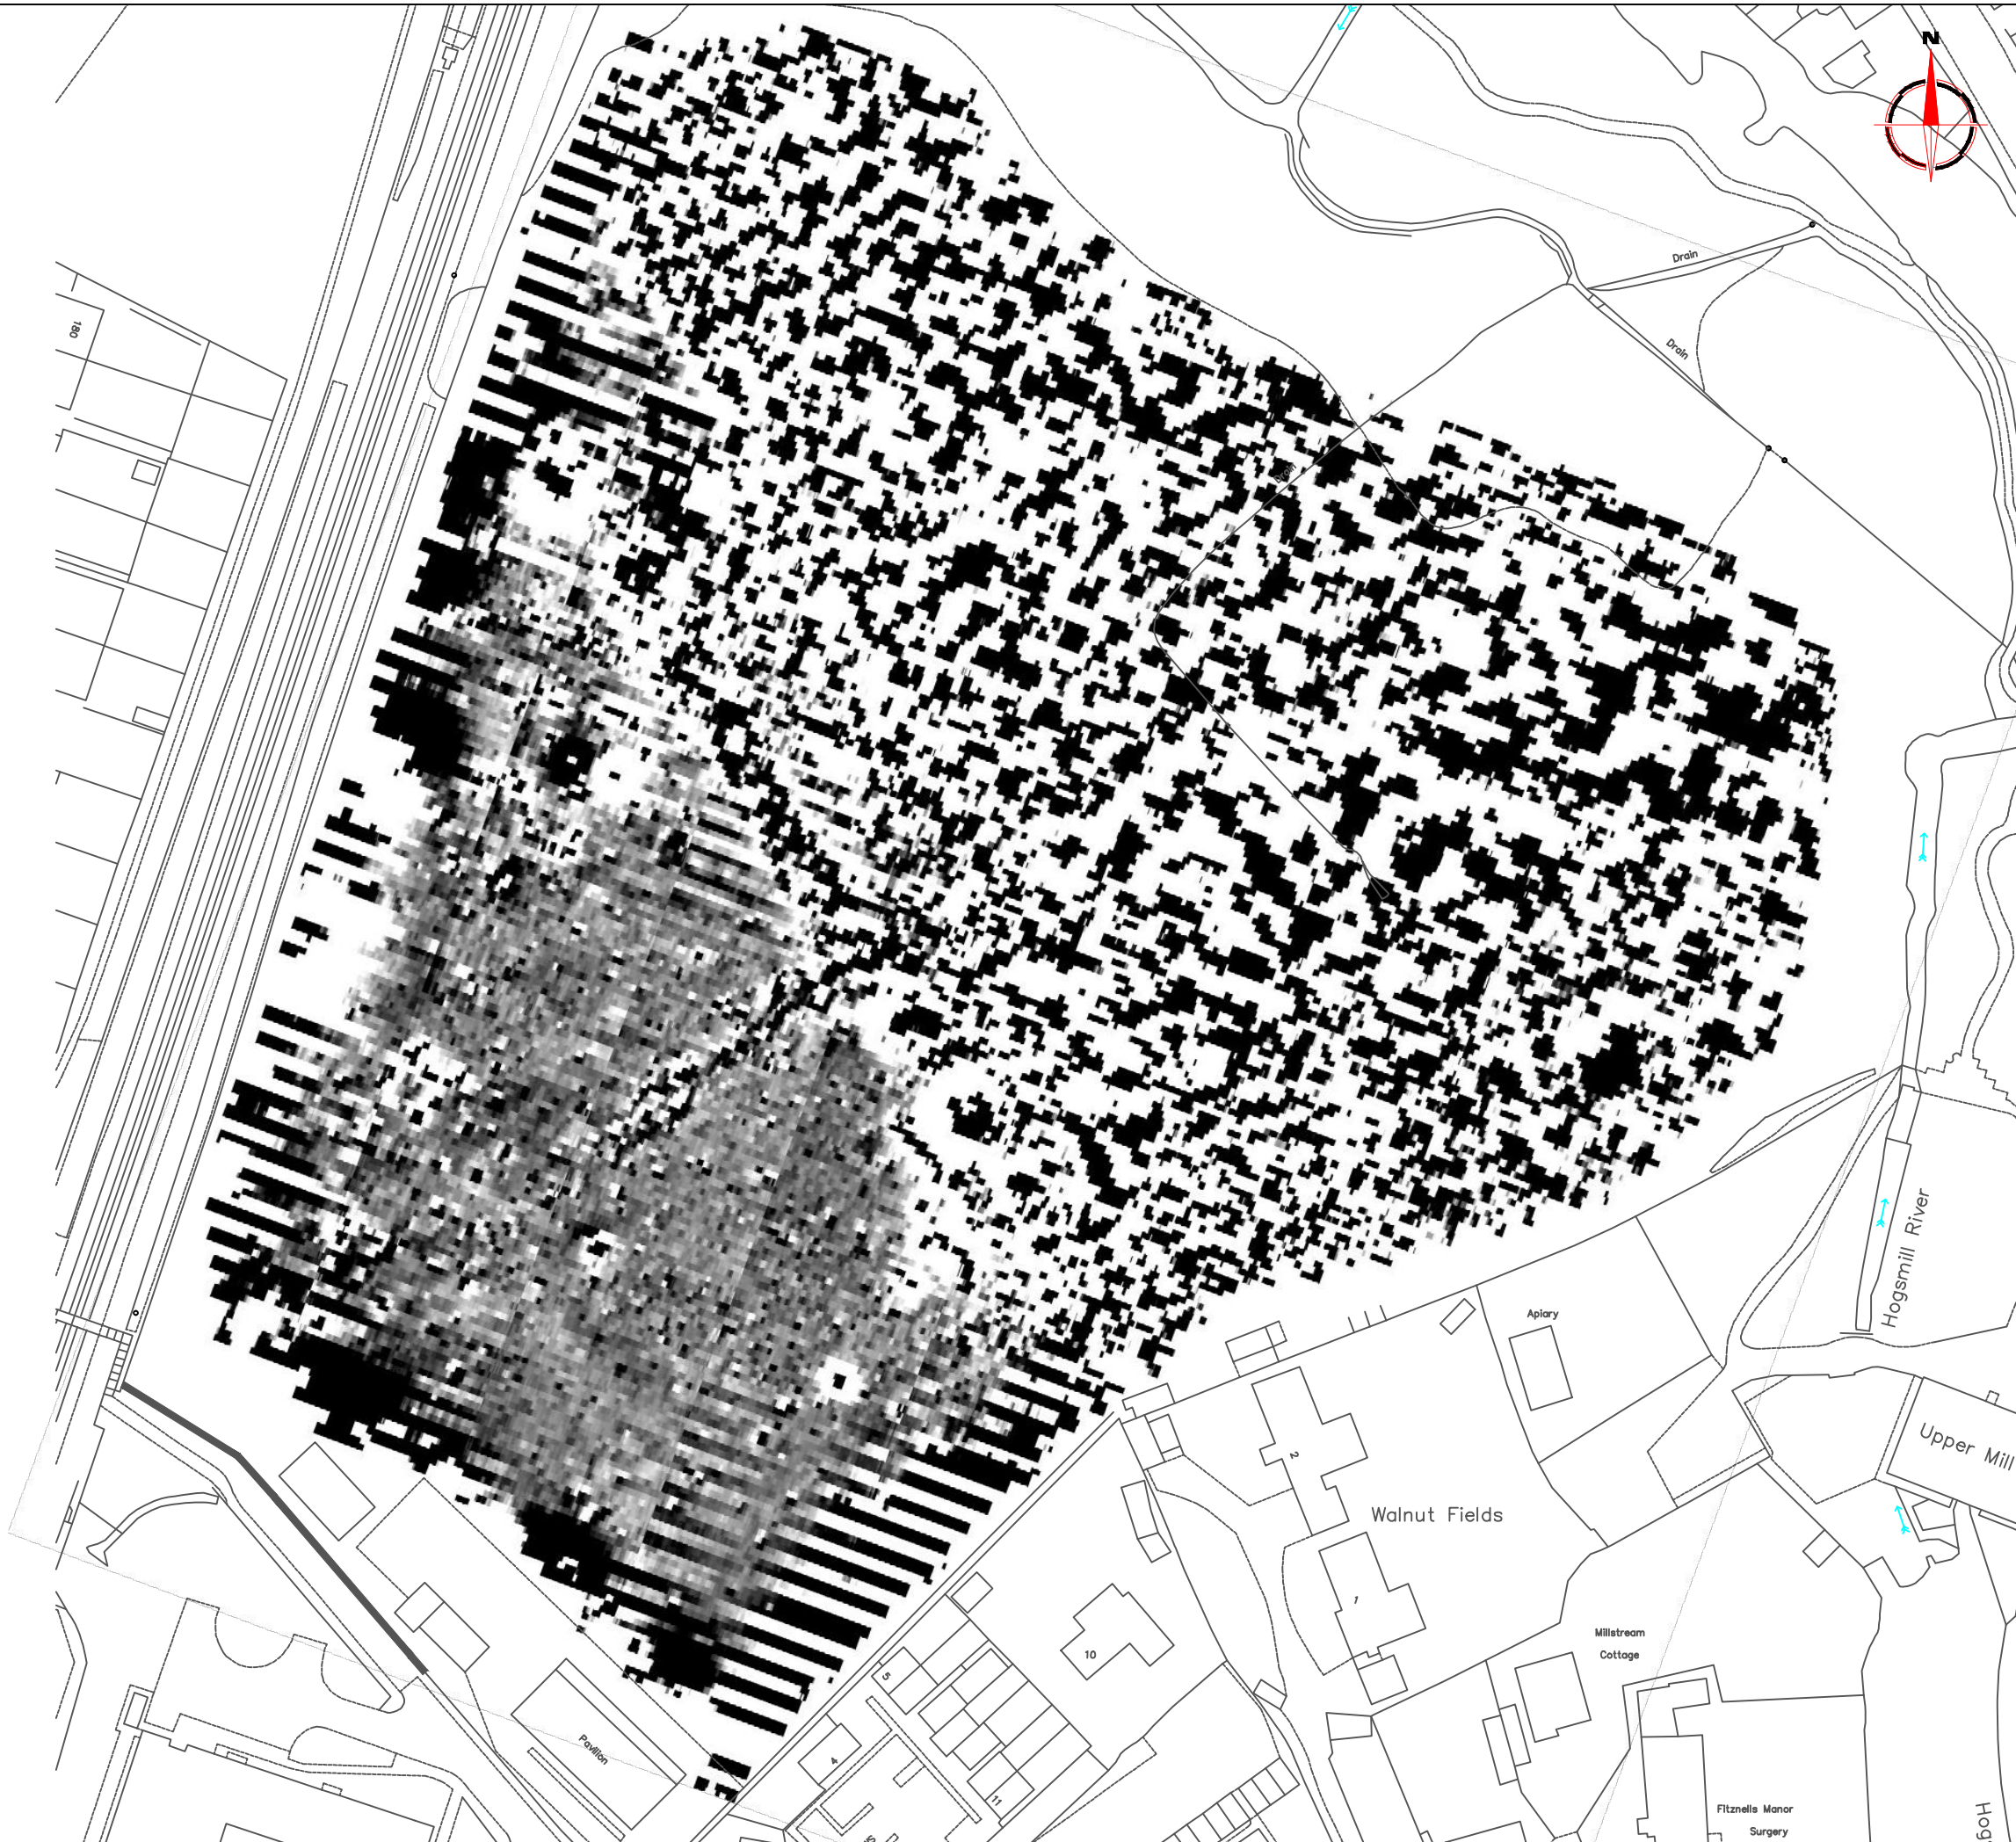 N
Drain
180
Drain
Drain
Hogsmill River
Apiary
Upper Mill
2
Walnut Fields
1
Millstream
Cottage
10
5
Pavilion
4
11
Fitznells Manor
Surgery
Hog